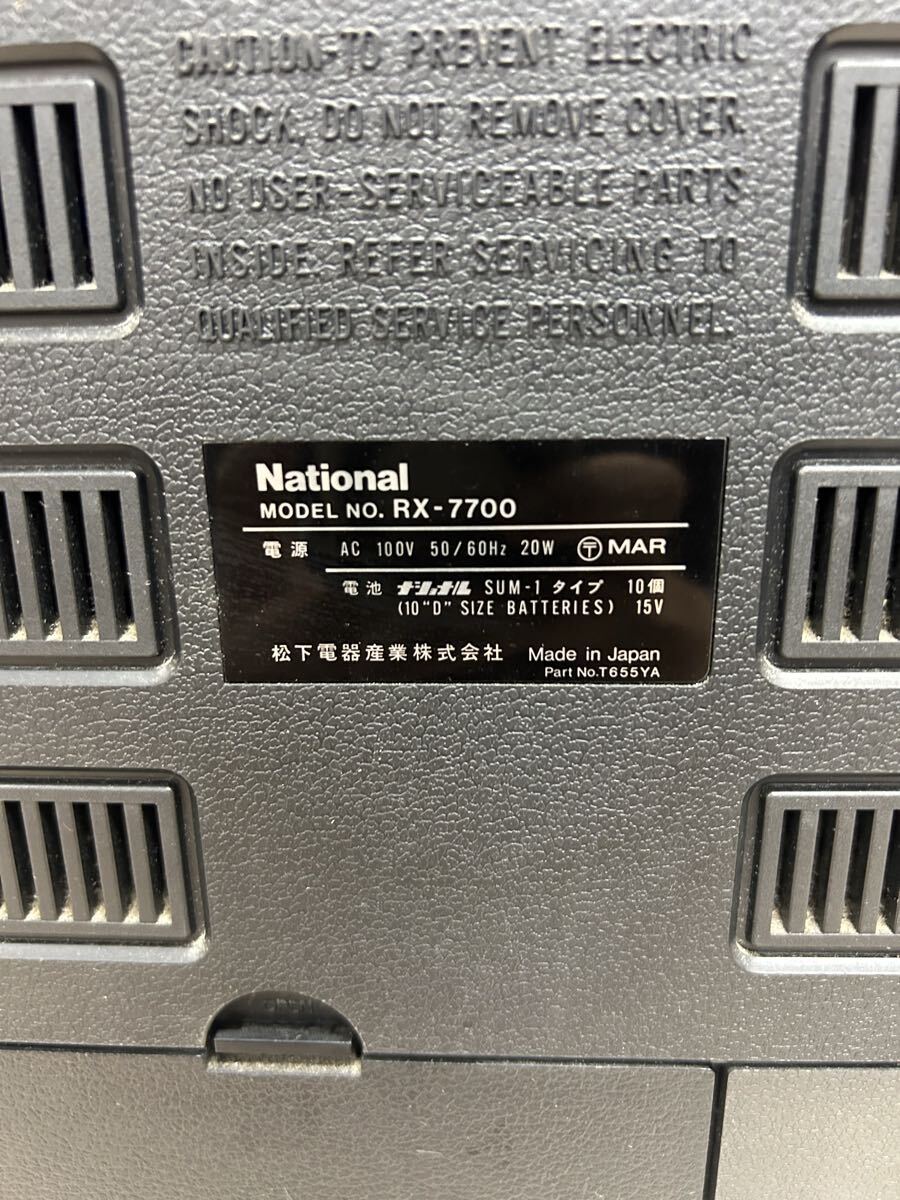 CAUTION-TO PREVENT ELECTRIC
SHOCK, DO NOT REMOVE COVER.
NO USER-SERVICEABLE PARTS
INSIDE. REFER SERVICING TO
QUALIFIED SERVICE PERSONNEL.
National
MODEL NO. RX-7700
電源 AC 100V 50/60Hz 20W 〶 MAR
電池 ナショナル SUM-1 タイプ 10個
(10"D" SIZE BATTERIES) 15V
松下電器産業株式会社 Made in Japan
Part No.T655YA